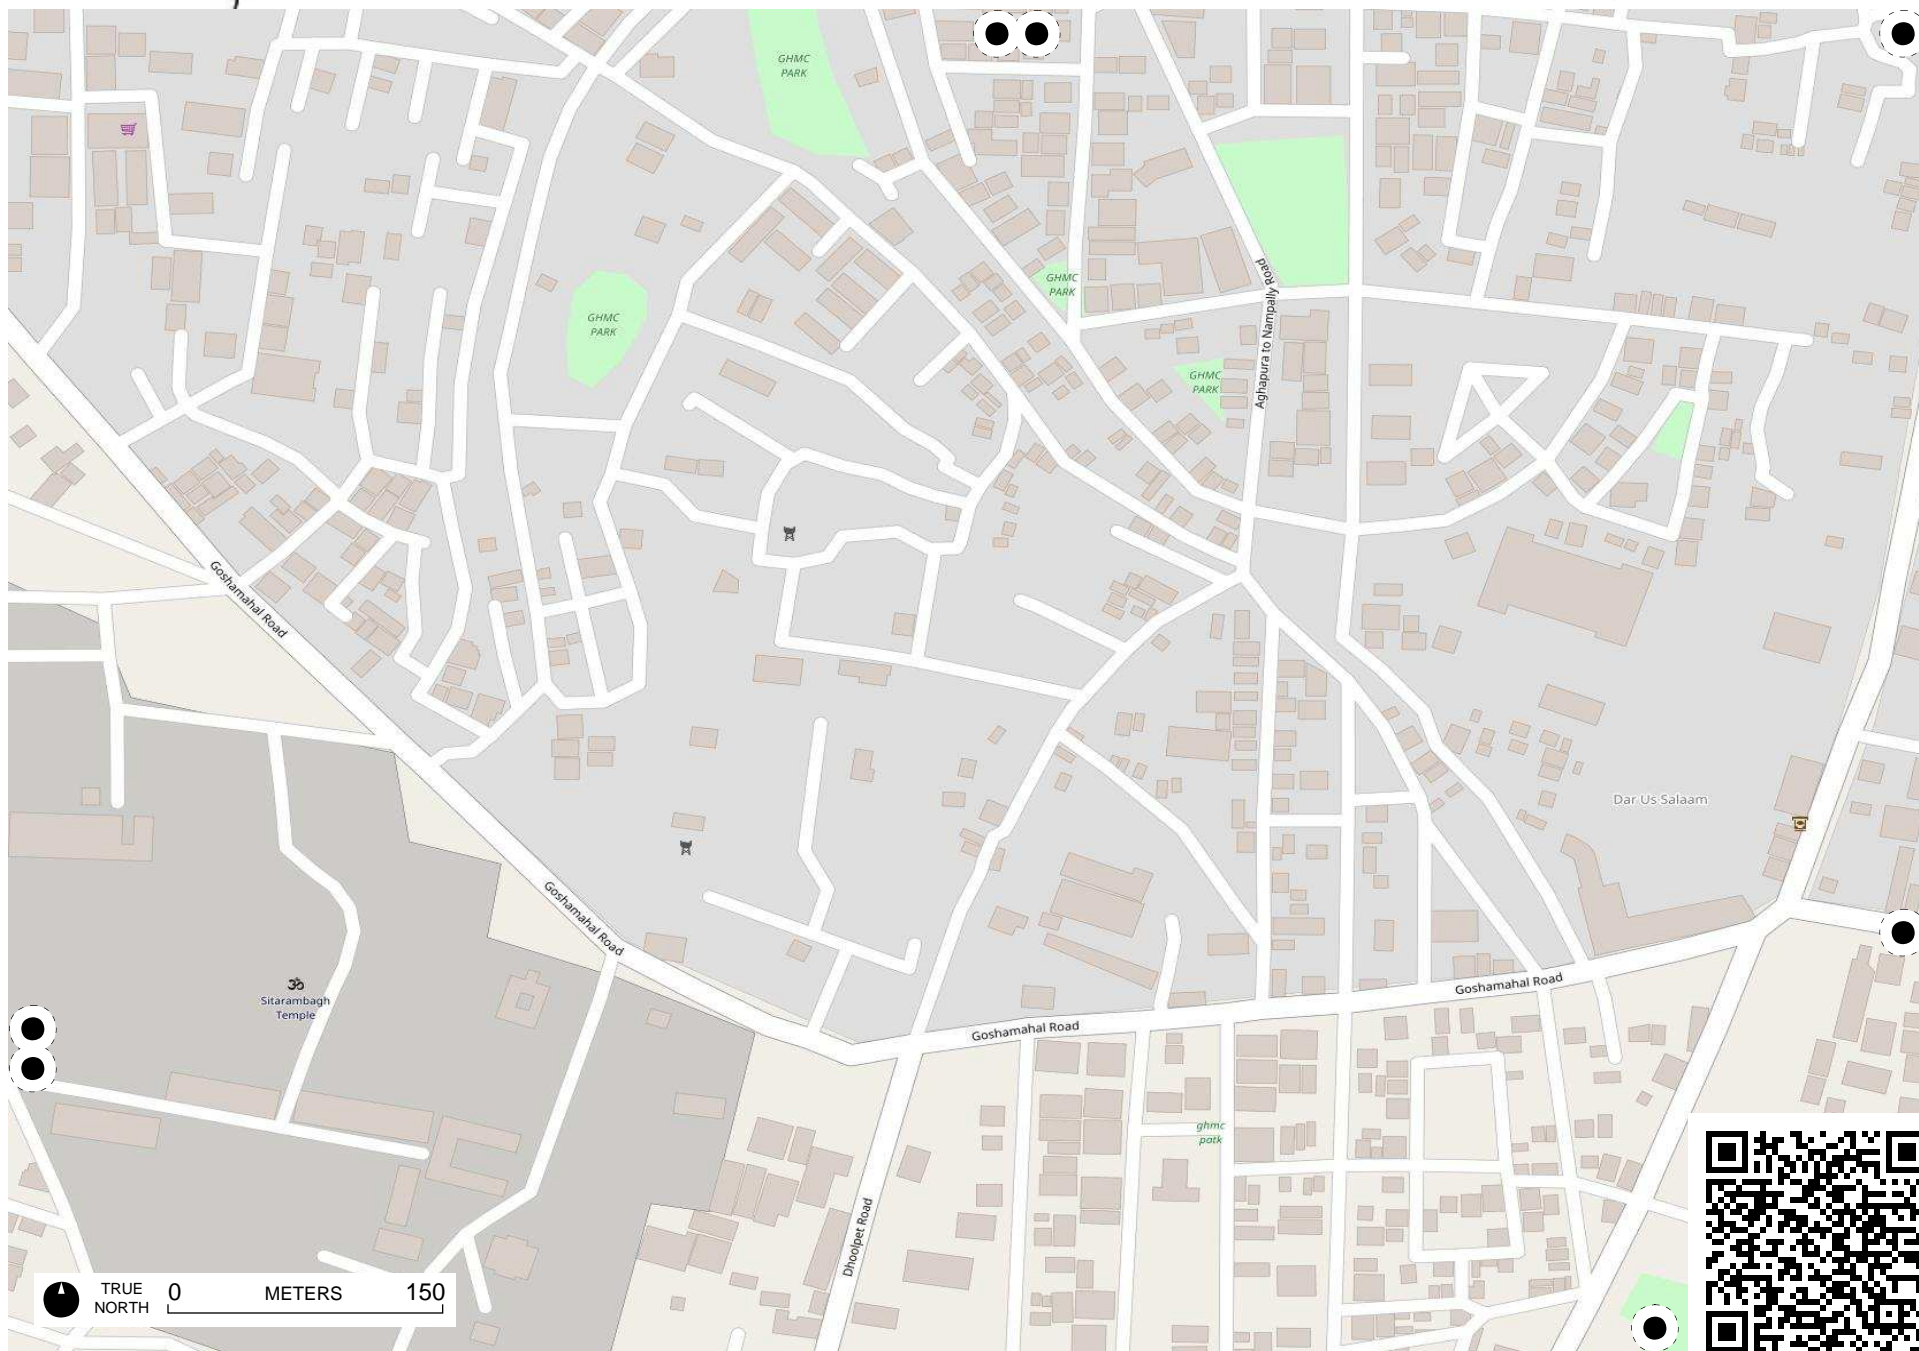 GHMC
PARK
GHMC
PARK
GHMC
PARK
Aghapura to Nampally Road
GHMC
PARK
Goshamahal Road
Dar Us Salaam
Goshamahal Road
ॐ
Sitarambagh
Temple
Goshamahal Road
Goshamahal Road
ghmc
patk
Dhoolpet Road
TRUE
NORTH
0 METERS 150